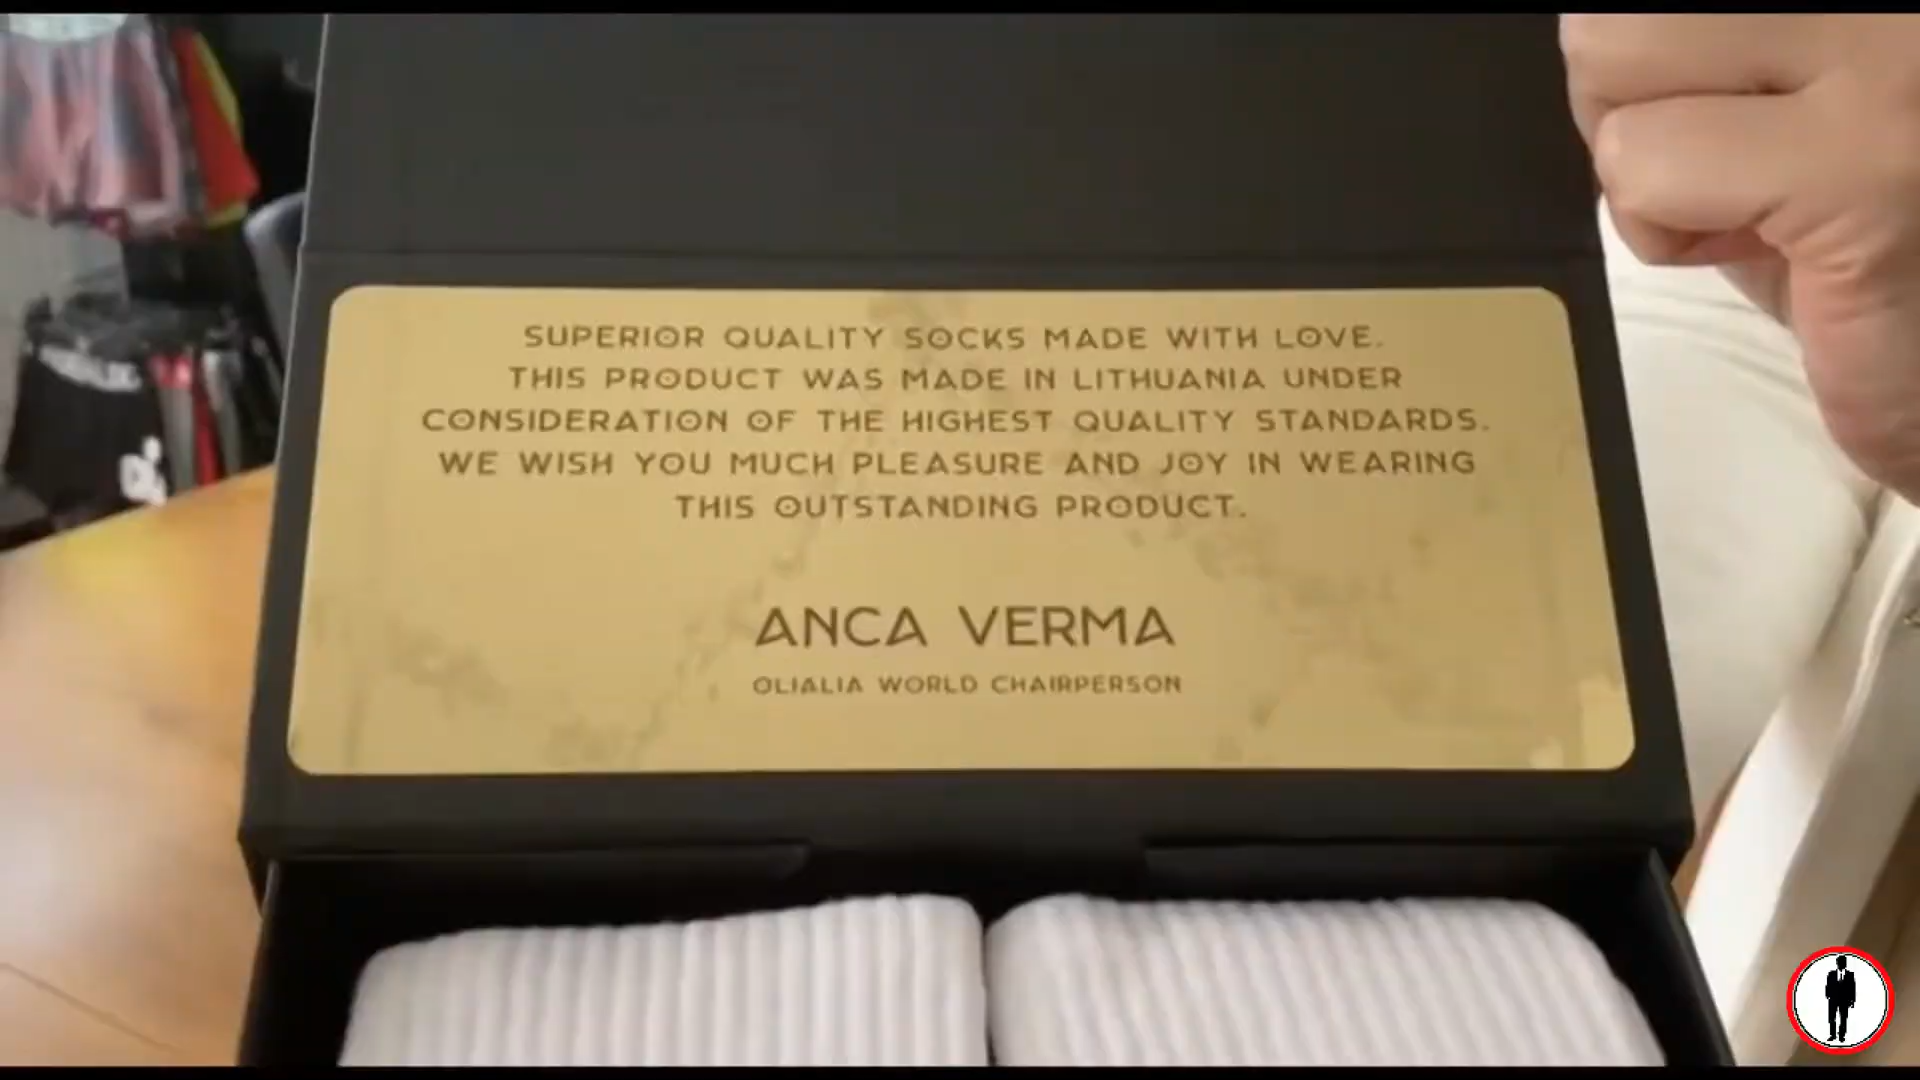 SUPERIOR QUALITY SOCKS MADE WITH LOVE.
THIS PRODUCT WAS MADE IN LITHUANIA UNDER
CONSIDERATION OF THE HIGHEST QUALITY STANDARDS.
WE WISH YOU MUCH PLEASURE AND JOY IN WEARING
THIS OUTSTANDING PRODUCT.
ANCA VERMA
OLIALIA WORLD CHAIRPERSON